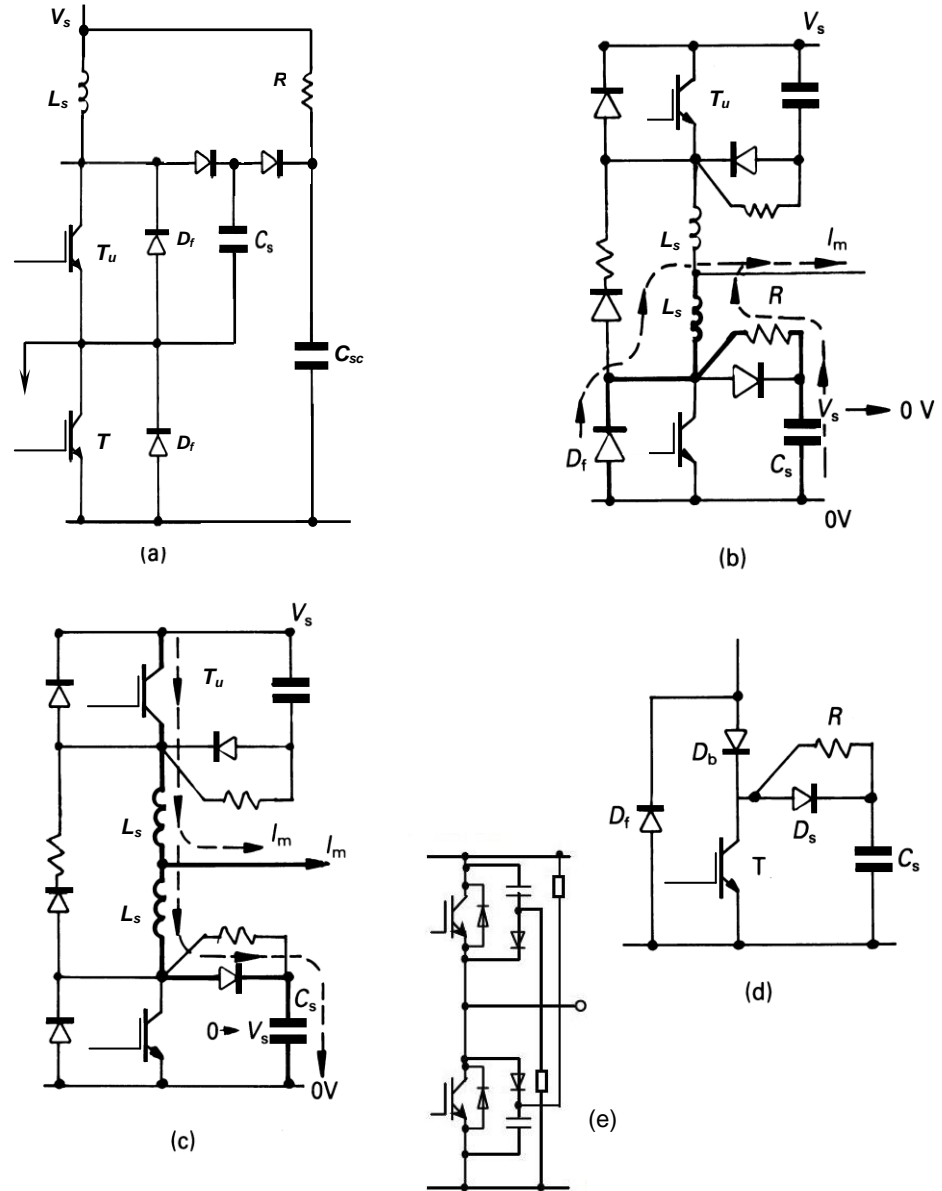 Vs
R
Ls
Tu
Df
Cs
Csc
T
Df
(a)
Vs
Tu
Ls
Im
Ls
R
Vs → 0 V
Df
Cs
0V
(b)
Vs
Tu
Ls
Im
Im
Ls
Cs
0 → Vs
0V
(c)
R
Db
Df
Ds
T
Cs
(d)
(e)